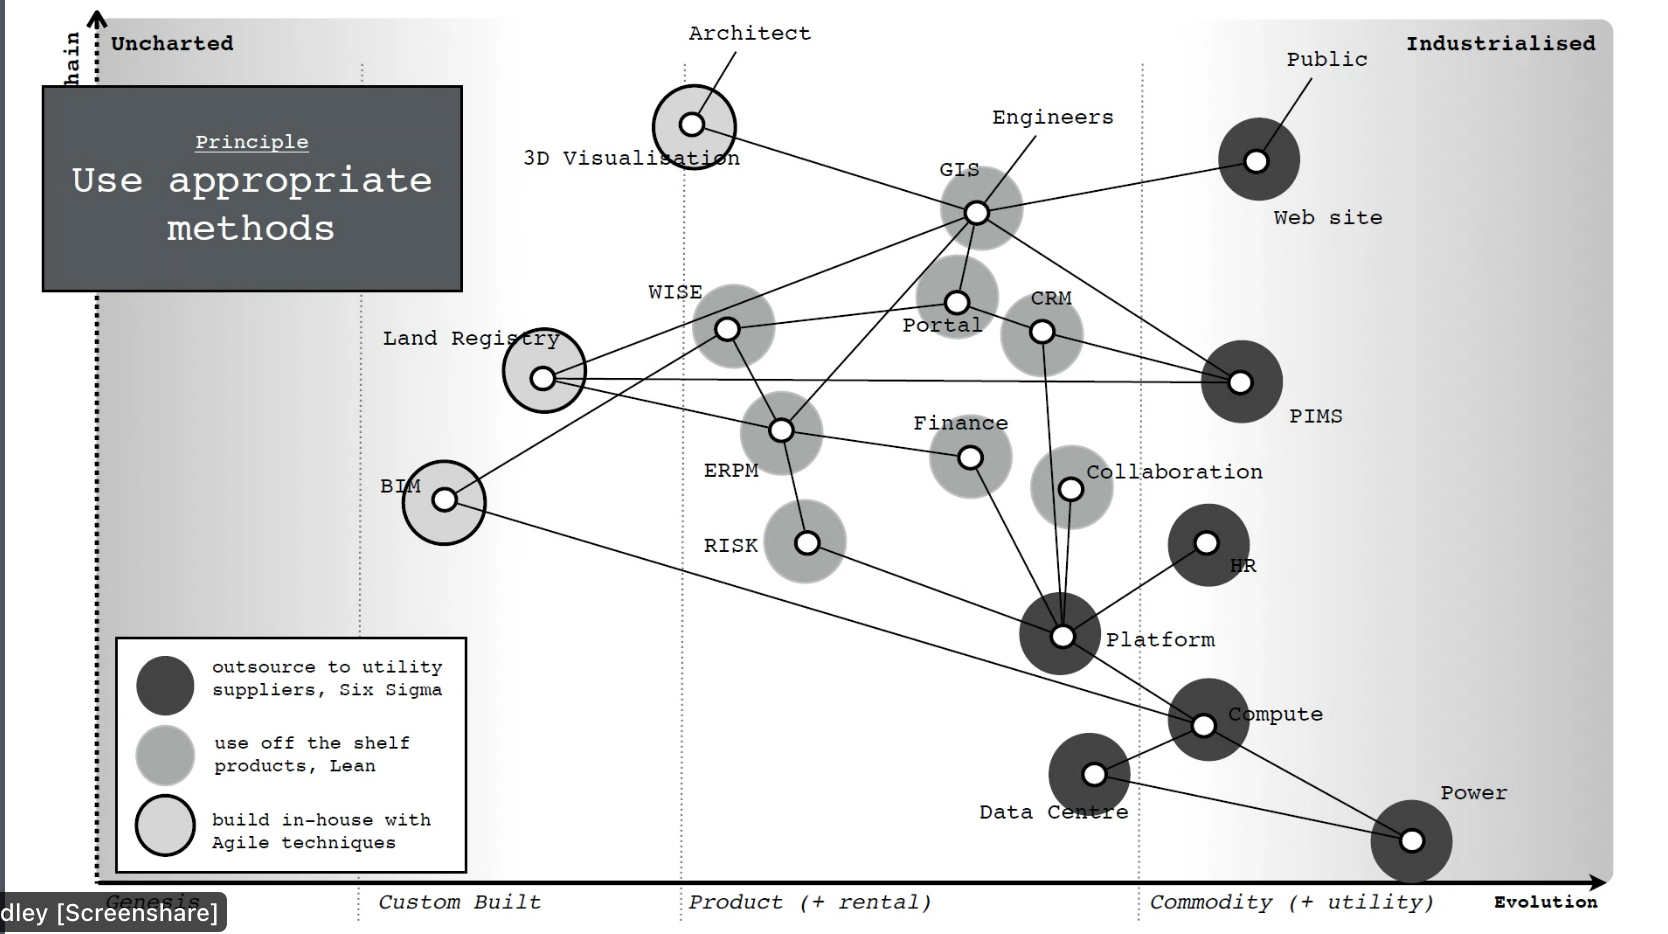 Uncharted
Architect
Industrialised
Public
hain
Engineers
Principle
Use appropriate
methods
3D Visualisation
GIS
Web site
WISE
CRM
Portal
Land Registry
PIMS
Finance
ERPM
Collaboration
BIM
RISK
HR
Platform
outsource to utility
suppliers, Six Sigma
use off the shelf
products, Lean
build in-house with
Agile techniques
Compute
Data Centre
Power
Genesis
Custom Built
Product (+ rental)
Commodity (+ utility)
Evolution
dley [Screenshare]